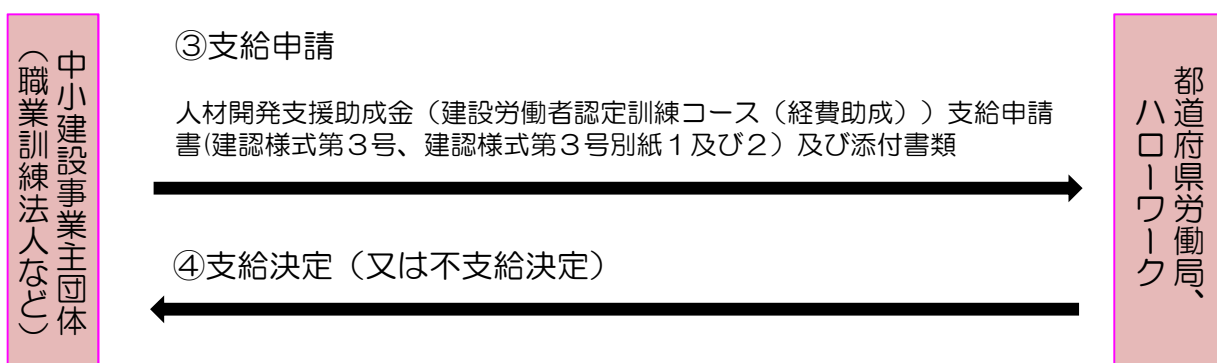 中小建設事業主団体
（職業訓練法人など）
③支給申請
人材開発支援助成金（建設労働者認定訓練コース（経費助成））支給申請
書(建認様式第３号、建認様式第３号別紙１及び２）及び添付書類
④支給決定（又は不支給決定）
都道府県労働局、
ハローワーク